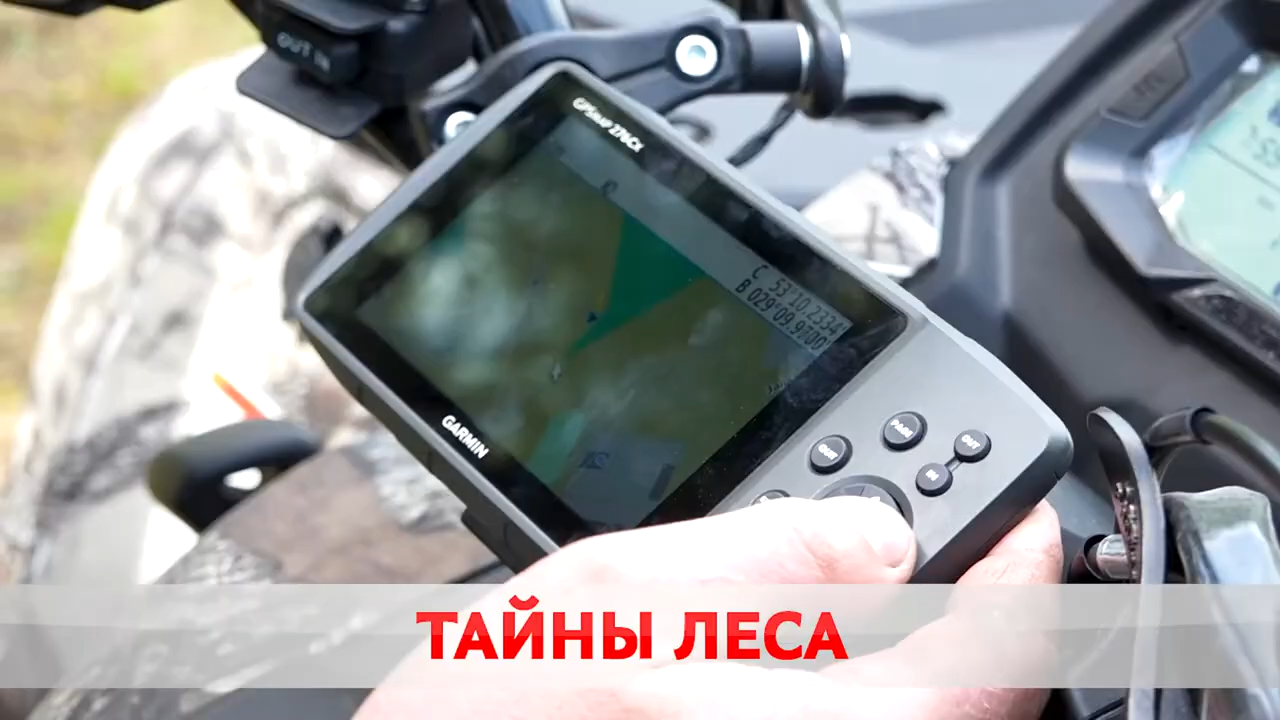 OUT IN
GPSMAP 276Cx
С 53°10.2334'
В 029°09.9700'
GARMIN
QUIT
PAGE
OUT
IN
ТАЙНЫ ЛЕСА